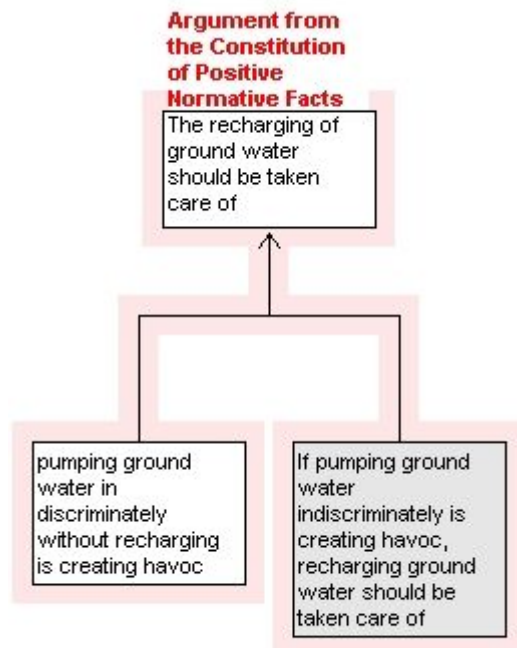 Argument from
the Constitution
of Positive
Normative Facts
The recharging of
ground water
should be taken
care of
pumping ground
water in
discriminately
without recharging
is creating havoc
If pumping ground
water
indiscriminately is
creating havoc,
recharging ground
water should be
taken care of